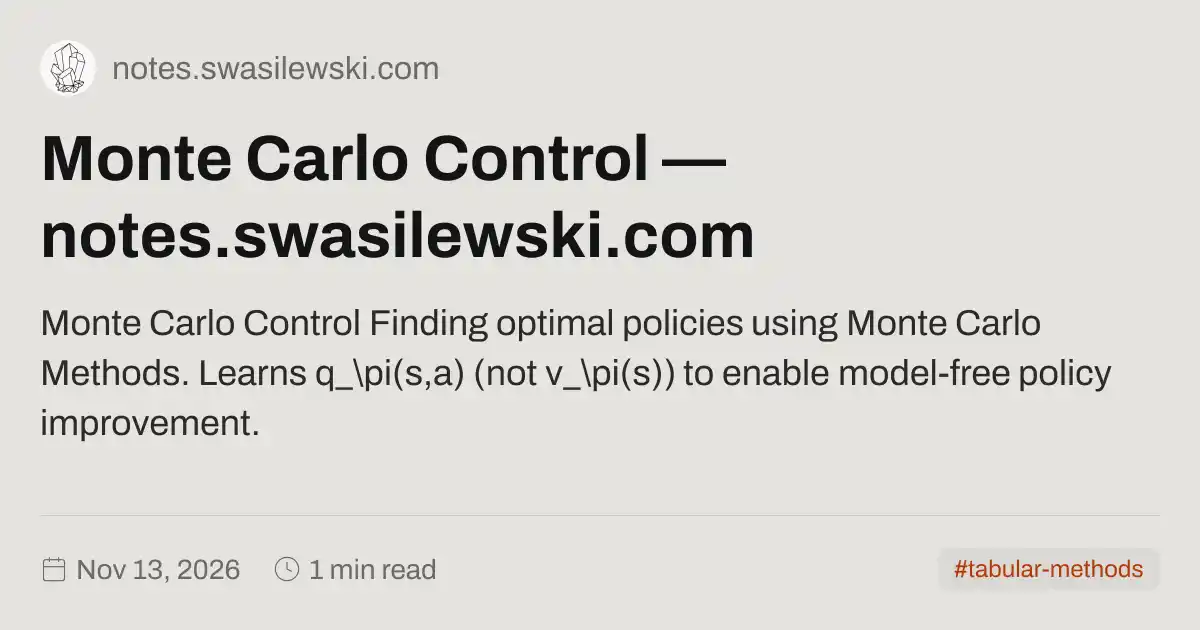 notes.swasilewski.com
Monte Carlo Control —
notes.swasilewski.com
Monte Carlo Control Finding optimal policies using Monte Carlo
Methods. Learns q_\pi(s,a) (not v_\pi(s)) to enable model-free policy
improvement.
Nov 13, 2026 1 min read #tabular-methods